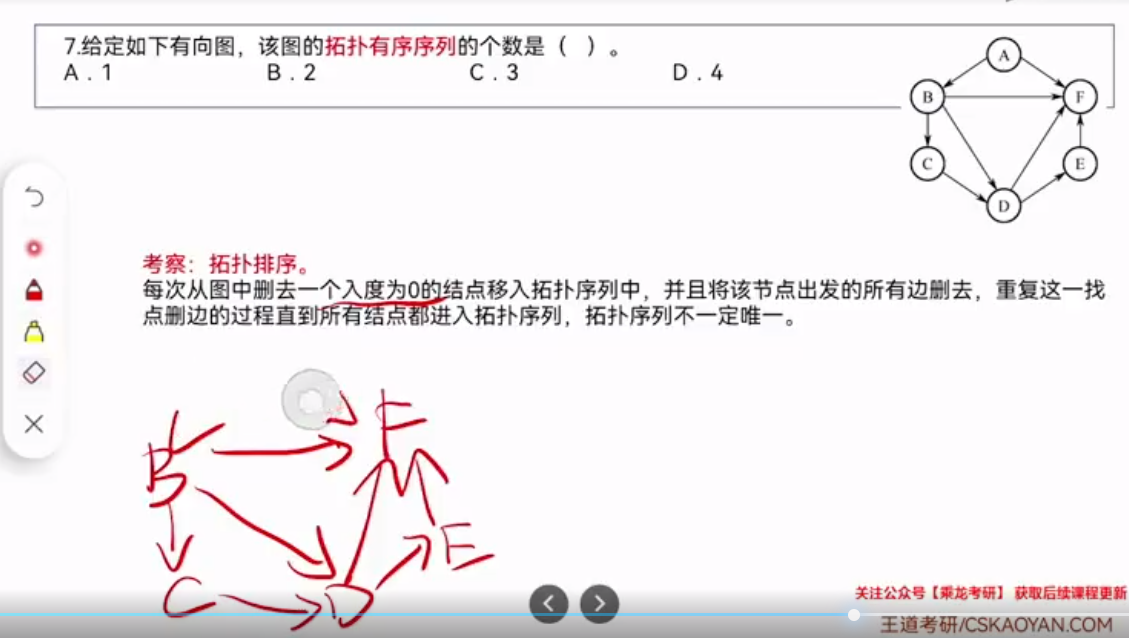 7.给定如下有向图，该图的拓扑有序序列的个数是（ ）。
A．1 B．2 C．3 D．4
A
B F
C E
D
考察：拓扑排序。
每次从图中删去一个入度为0的结点移入拓扑序列中，并且将该节点出发的所有边删去，重复这一找
点删边的过程直到所有结点都进入拓扑序列，拓扑序列不一定唯一。
F
B
E
C D
关注公众号【乘龙考研】 获取后续课程更新
王道考研/CSKAOYAN.COM